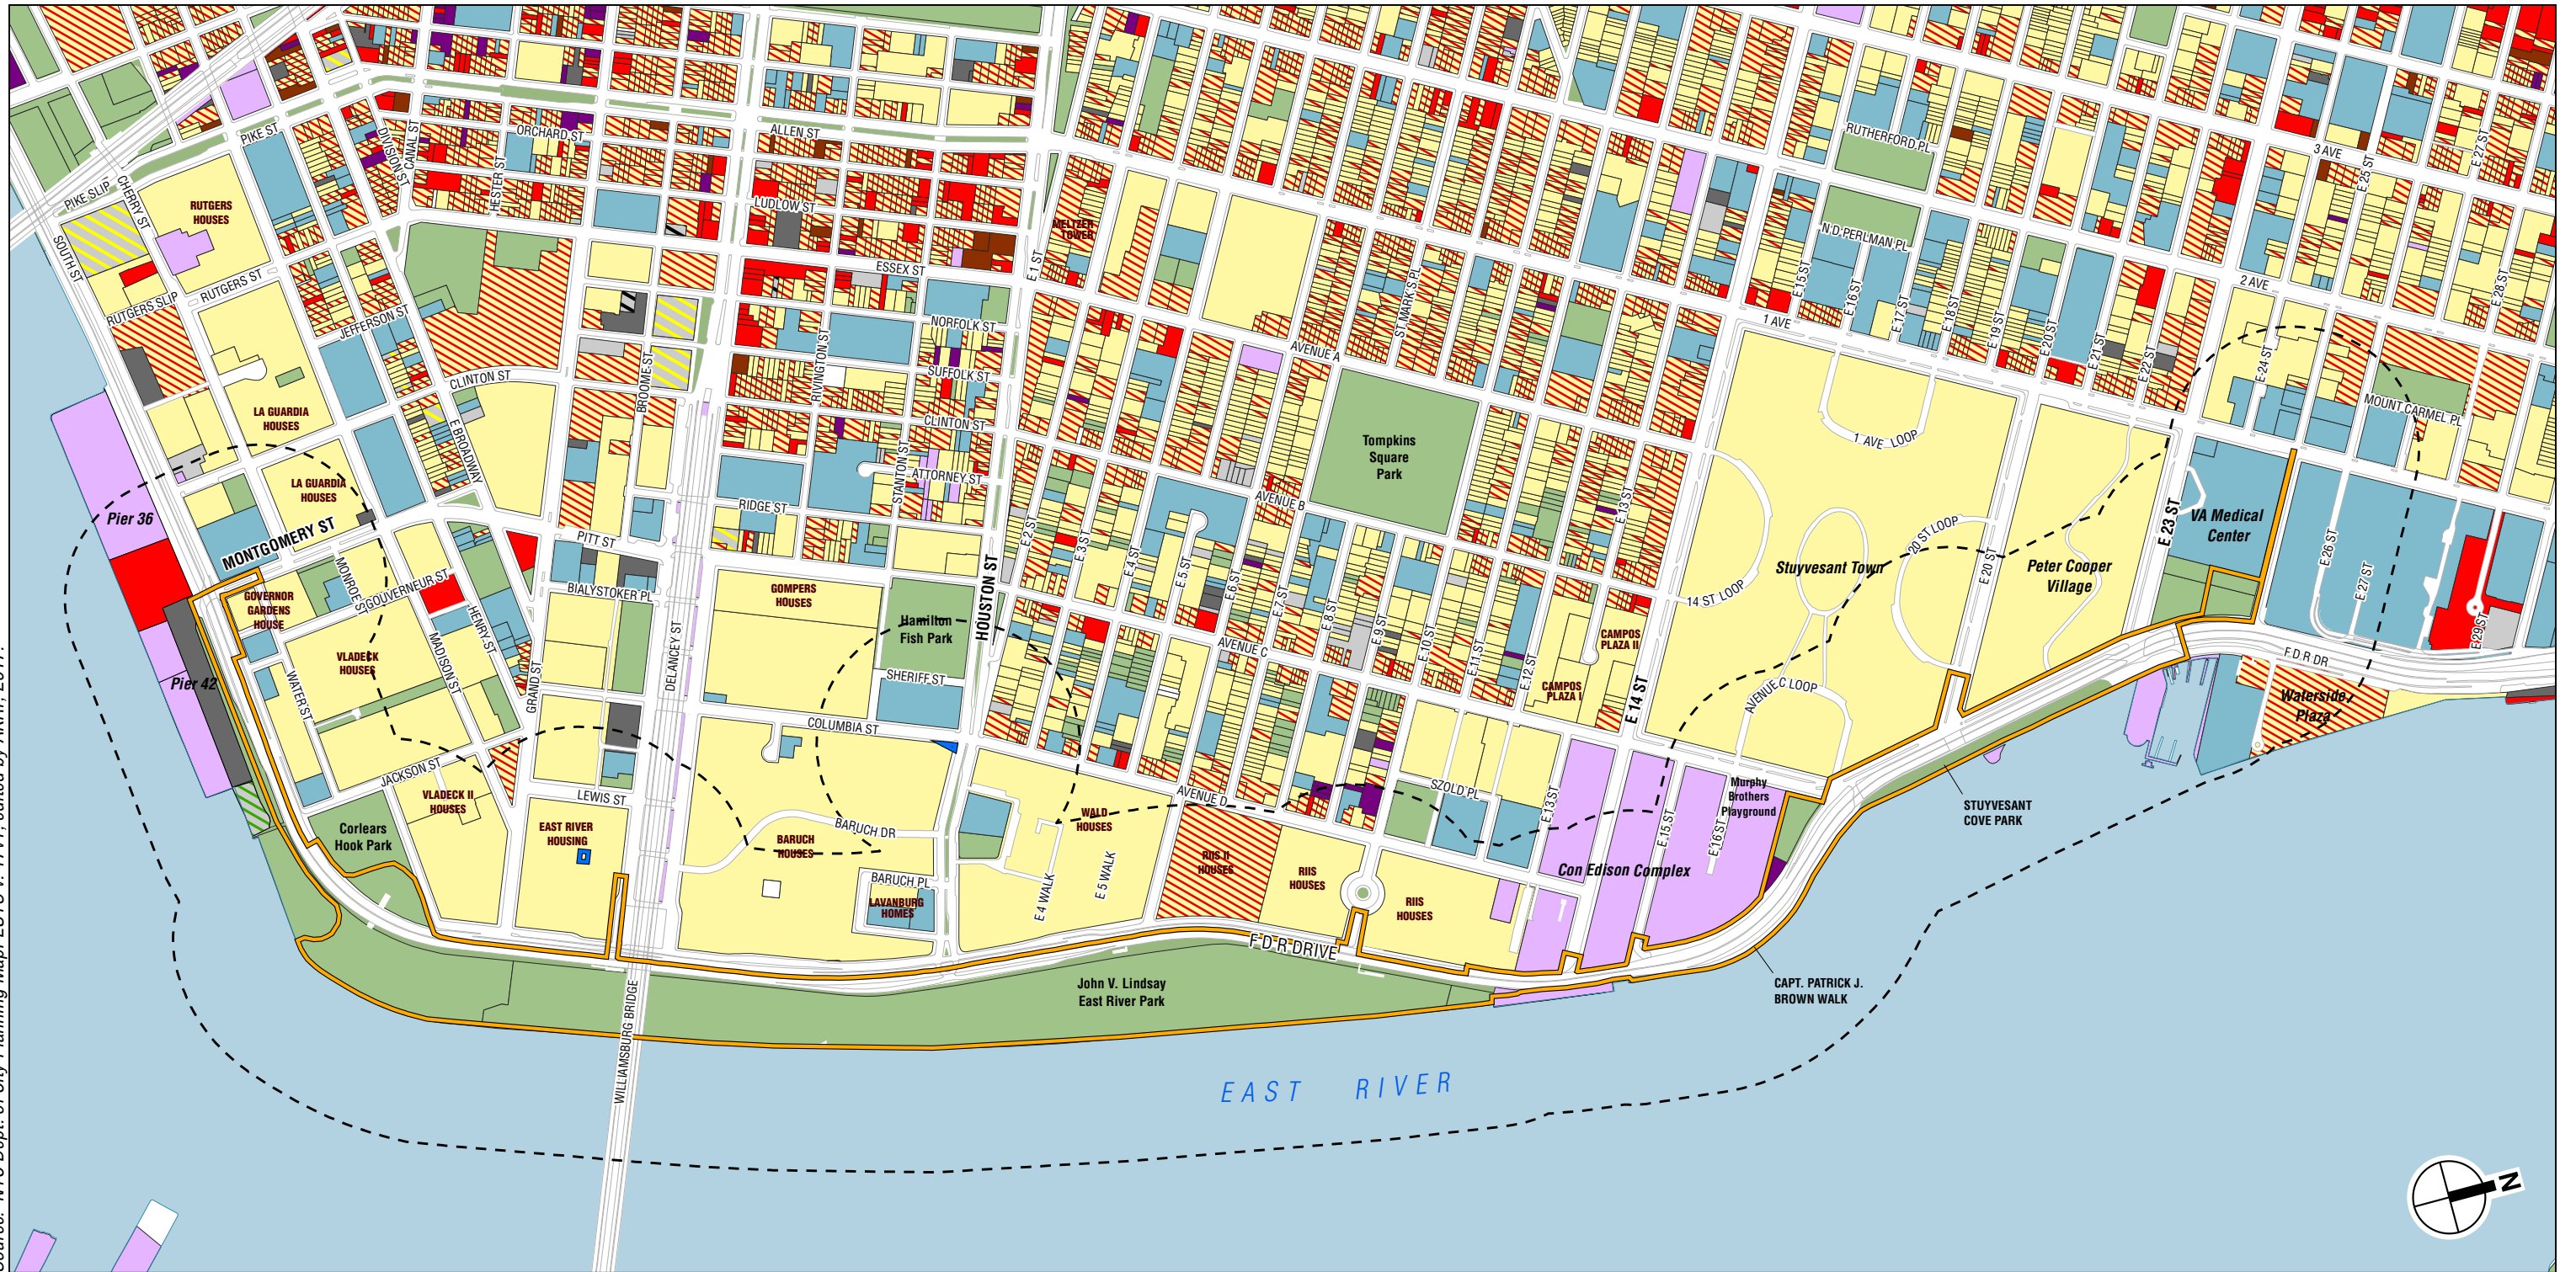 PIKE ST
DIVISION ST
CANAL ST
ORCHARD ST
ALLEN ST
RUTHERFORD PL
3 AVE
E 25 ST
E 27 ST
PIKE SLIP
CHERRY ST
RUTGERS
HOUSES
HESTER ST
LUDLOW ST
MELTZER
TOWER
N D PERLMAN PL
SOUTH ST
RUTGERS SLIP
RUTGERS ST
ESSEX ST
E 1 ST
ST MARK'S PL
E 15 ST
E 16 ST
E 17 ST
E 18 ST
E 19 ST
E 20 ST
E 21 ST
E 22 ST
2 AVE
E 28 ST
JEFFERSON ST
NORFOLK ST
1 AVE
AVENUE A
RIVINGTON ST
SUFFOLK ST
E 24 ST
CLINTON ST
BROOME ST
MOUNT CARMEL PL
LA GUARDIA
HOUSES
E BROADWAY
CLINTON ST
1 AVE LOOP
Tompkins
Square
Park
LA GUARDIA
HOUSES
STANTON ST
ATTORNEY ST
AVENUE B
E 13 ST
RIDGE ST
Pier 36
MONTGOMERY ST
PITT ST
E 2 ST
E 3 ST
E 4 ST
E 5 ST
E 6 ST
E 7 ST
E 8 ST
E 9 ST
E 10 ST
E 11 ST
E 12 ST
HOUSTON ST
20 ST LOOP
E 20 ST
E 23 ST
VA Medical
Center
E 26 ST
E 27 ST
Stuyvesant Town
Peter Cooper
Village
MONROE ST
GOUVERNEUR ST
BIALYSTOKER PL
GOMPERS
HOUSES
14 ST LOOP
GOVERNOR
GARDENS
HOUSE
HENRY ST
MADISON ST
Hamilton
Fish Park
AVENUE C
CAMPOS
PLAZA II
E 29 ST
F D R DR
VLADECK
HOUSES
DELANCEY ST
SHERIFF ST
CAMPOS
PLAZA I
E 14 ST
AVENUE C LOOP
Pier 42
WATER ST
GRAND ST
Waterside
Plaza
COLUMBIA ST
JACKSON ST
VLADECK II
HOUSES
LEWIS ST
AVENUE D
SZOLD PL
E 13 ST
Murphy
Brothers
Playground
STUYVESANT
COVE PARK
Corlears
Hook Park
EAST RIVER
HOUSING
BARUCH DR
BARUCH
HOUSES
WALD
HOUSES
E 15 ST
E 16 ST
RIIS II
HOUSES
RIIS
HOUSES
Con Edison Complex
BARUCH PL
E 4 WALK
E 5 WALK
LAVANBURG
HOMES
RIIS
HOUSES
F D R DRIVE
John V. Lindsay
East River Park
CAPT. PATRICK J.
BROWN WALK
WILLIAMSBURG BRIDGE
EAST RIVER
N